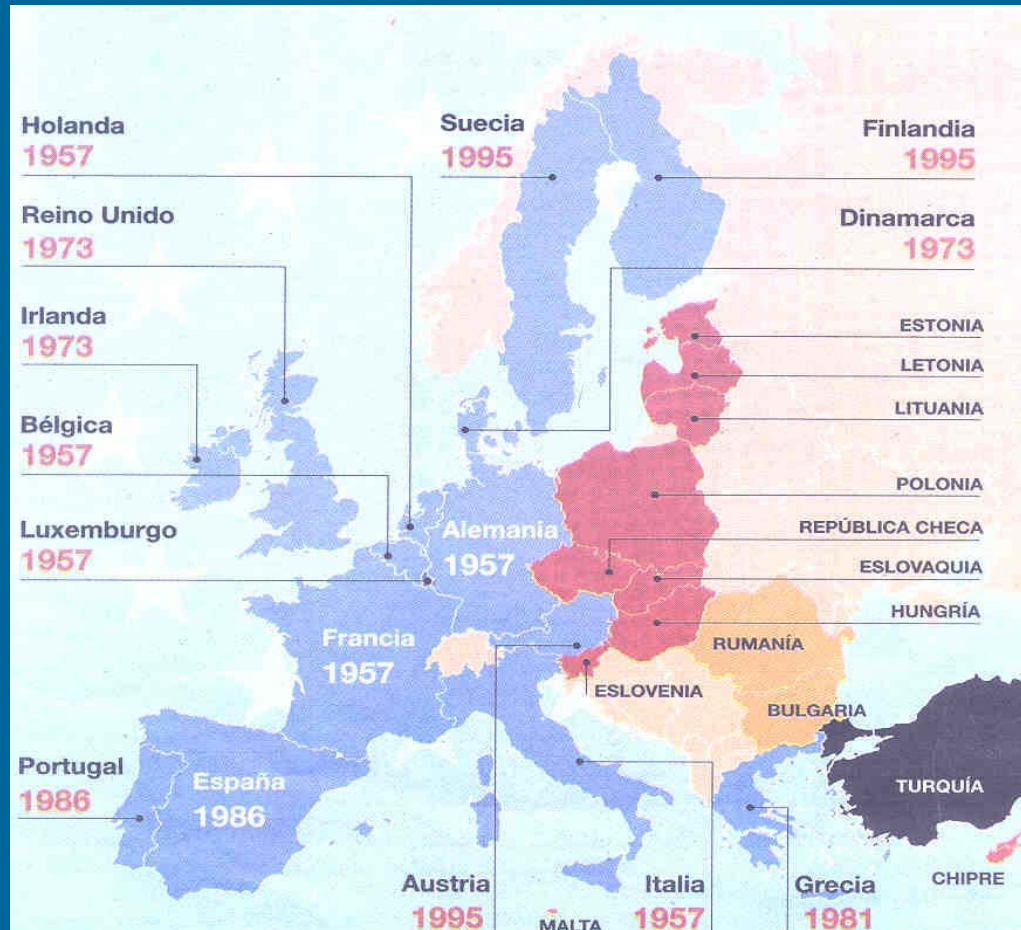 Holanda
1957
Reino Unido
1973
Irlanda
1973
Bélgica
1957
Luxemburgo
1957
Portugal
1986
Suecia
1995
Finlandia
1995
Dinamarca
1973
ESTONIA
LETONIA
LITUANIA
POLONIA
REPÚBLICA CHECA
ESLOVAQUIA
HUNGRÍA
Alemania
1957
Francia
1957
España
1986
RUMANÍA
ESLOVENIA
BULGARIA
TURQUÍA
CHIPRE
Austria
1995
MALTA
Italia
1957
Grecia
1981